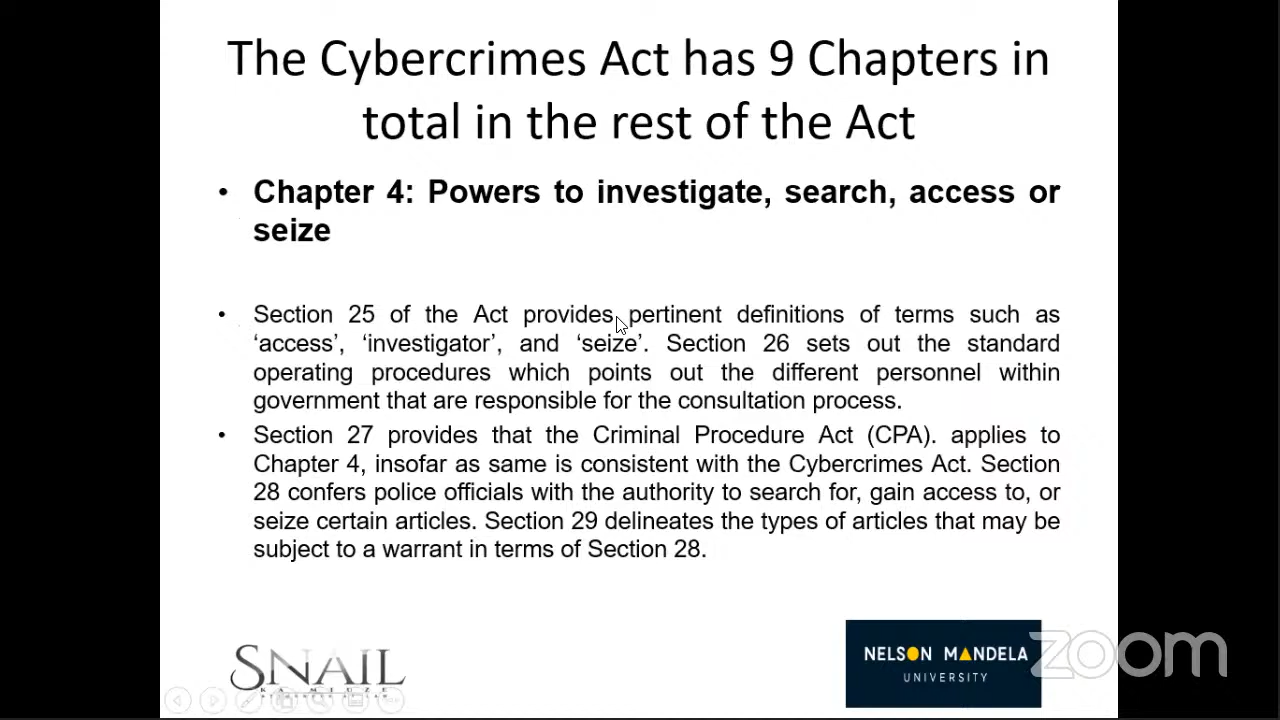 The Cybercrimes Act has 9 Chapters in
total in the rest of the Act
• Chapter 4: Powers to investigate, search, access or
seize
• Section 25 of the Act provides pertinent definitions of terms such as
‘access’, ‘investigator’, and ‘seize’. Section 26 sets out the standard
operating procedures which points out the different personnel within
government that are responsible for the consultation process.
• Section 27 provides that the Criminal Procedure Act (CPA). applies to
Chapter 4, insofar as same is consistent with the Cybercrimes Act. Section
28 confers police officials with the authority to search for, gain access to, or
seize certain articles. Section 29 delineates the types of articles that may be
subject to a warrant in terms of Section 28.
SNAIL
NELSON MANDELA
UNIVERSITY
zoom